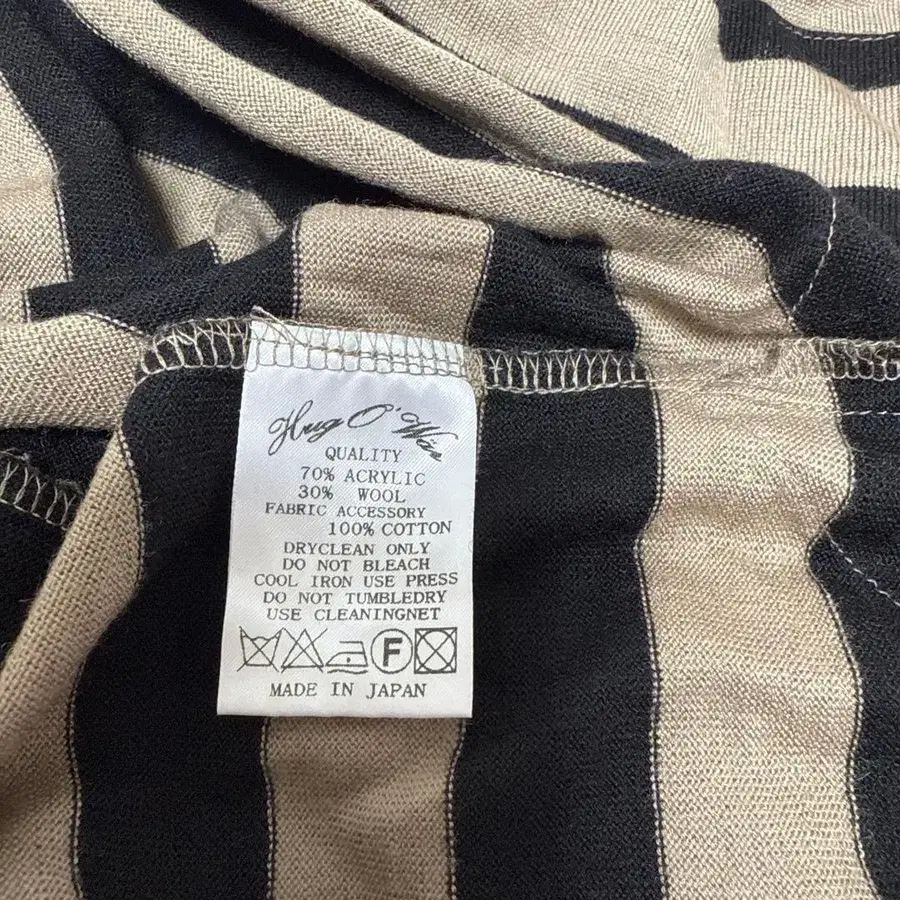 Hug O' Wär
QUALITY
70% ACRYLIC
30% WOOL
FABRIC ACCESSORY
100% COTTON
DRYCLEAN ONLY
DO NOT BLEACH
COOL IRON USE PRESS
DO NOT TUMBLEDRY
USE CLEANINGNET
F
MADE IN JAPAN